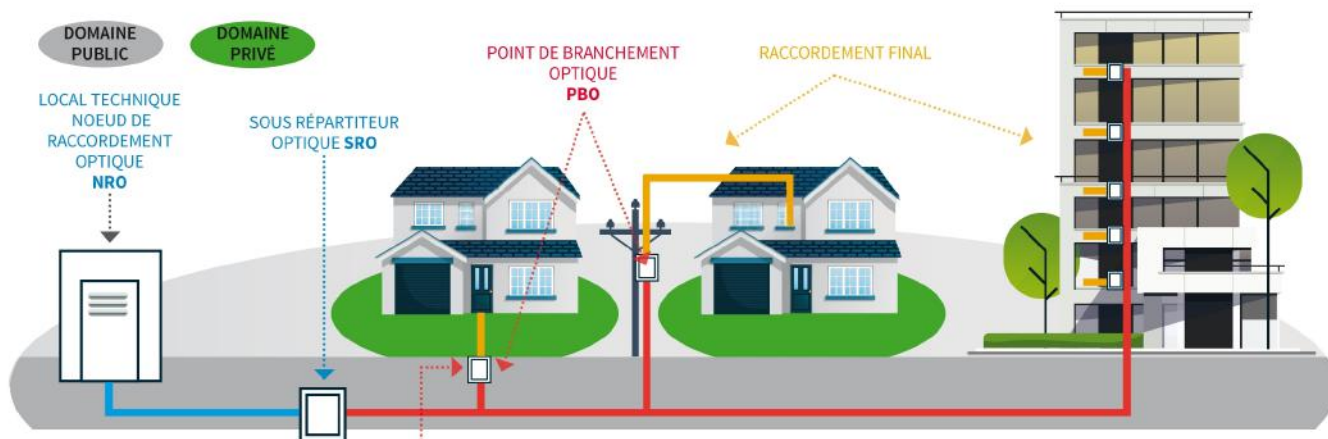 DOMAINE
PUBLIC
DOMAINE
PRIVÉ
LOCAL TECHNIQUE
NOEUD DE
RACCORDEMENT
OPTIQUE
NRO
SOUS RÉPARTITEUR
OPTIQUE SRO
POINT DE BRANCHEMENT
OPTIQUE
PBO
RACCORDEMENT FINAL